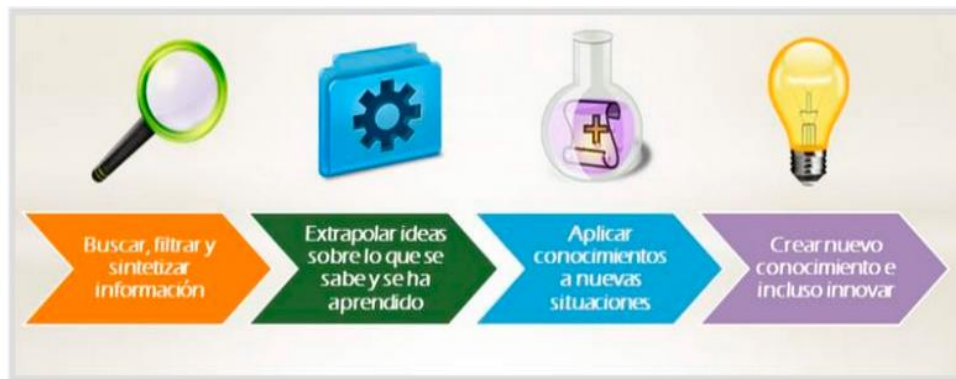 Buscar, filtrar y
sintetizar
información
Extrapolar ideas
sobre lo que se
sabe y se ha
aprendido
Aplicar
conocimientos
a nuevas
situaciones
Crear nuevo
conocimiento e
incluso innovar